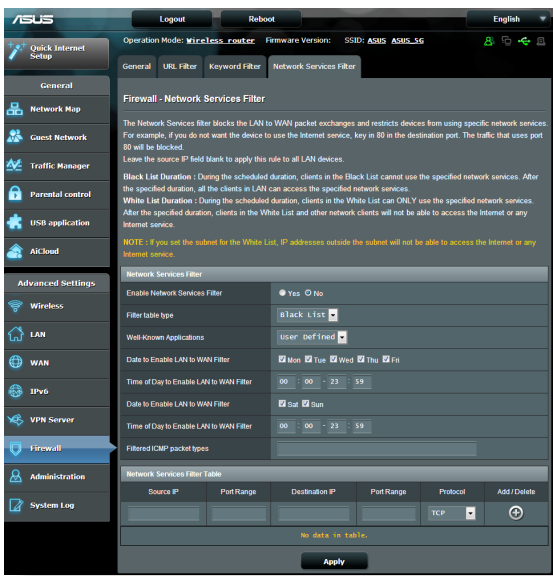 ASUS
Logout
Reboot
English
Operation Mode: Wireless router Firmware Version: SSID: ASUS ASUS_5G
Quick Internet
Setup
General
Network Map
Guest Network
Traffic Manager
Parental control
USB application
AiCloud
Advanced Settings
Wireless
LAN
WAN
IPv6
VPN Server
Firewall
Administration
System Log
General
URL Filter
Keyword Filter
Network Services Filter
Firewall - Network Services Filter
The Network Services filter blocks the LAN to WAN packet exchanges and restricts devices from using specific network services.
For example, if you do not want the device to use the Internet service, key in 80 in the destination port. The traffic that uses port
80 will be blocked.
Leave the source IP field blank to apply this rule to all LAN devices.
Black List Duration : During the scheduled duration, clients in the Black List cannot use the specified network services. After
the specified duration, all the clients in LAN can access the specified network services.
White List Duration : During the scheduled duration, clients in the White List can ONLY use the specified network services.
After the specified duration, clients in the White List and other network clients will not be able to access the Internet or any
Internet service.
NOTE : If you set the subnet for the White List, IP addresses outside the subnet will not be able to access the Internet or any
Internet service.
Network Services Filter
Enable Network Services Filter Yes No
Filter table type Black List
Well-Known Applications User Defined
Date to Enable LAN to WAN Filter Mon Tue Wed Thu Fri
Time of Day to Enable LAN to WAN Filter 00 : 00 - 23 : 59
Date to Enable LAN to WAN Filter Sat Sun
Time of Day to Enable LAN to WAN Filter 00 : 00 - 23 : 59
Filtered ICMP packet types
Network Services Filter Table
Source IP Port Range Destination IP Port Range Protocol Add / Delete
TCP
No data in table.
Apply